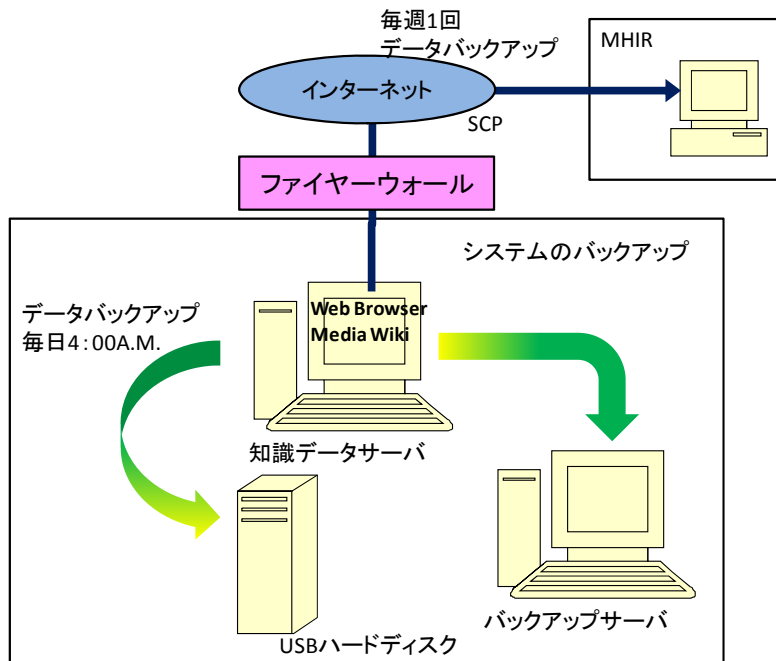 毎週1回
データバックアップ
MHIR
インターネット
SCP
ファイヤーウォール
システムのバックアップ
データバックアップ
毎日4：00A.M.
Web Browser
Media Wiki
知識データサーバ
バックアップサーバ
USBハードディスク